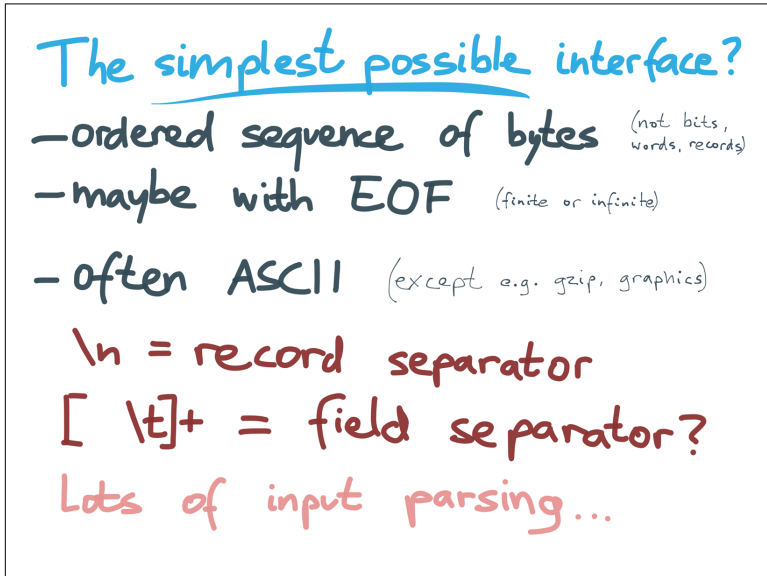 The simplest possible interface?
– ordered sequence of bytes (not bits, words, records)
– maybe with EOF (finite or infinite)
– often ASCII (except e.g. gzip, graphics)
\n = record separator
[ \t]+ = field separator?
Lots of input parsing...